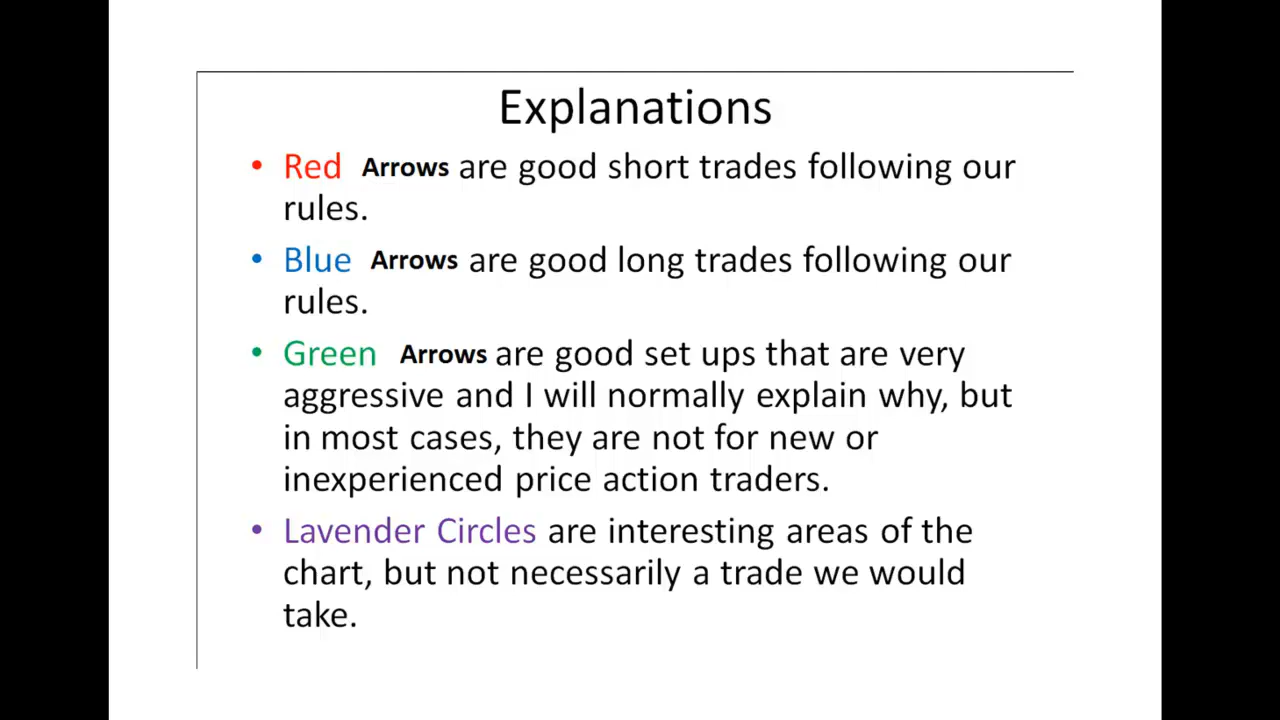 Explanations
• Red Arrows are good short trades following our
rules.
• Blue Arrows are good long trades following our
rules.
• Green Arrows are good set ups that are very
aggressive and I will normally explain why, but
in most cases, they are not for new or
inexperienced price action traders.
• Lavender Circles are interesting areas of the
chart, but not necessarily a trade we would
take.